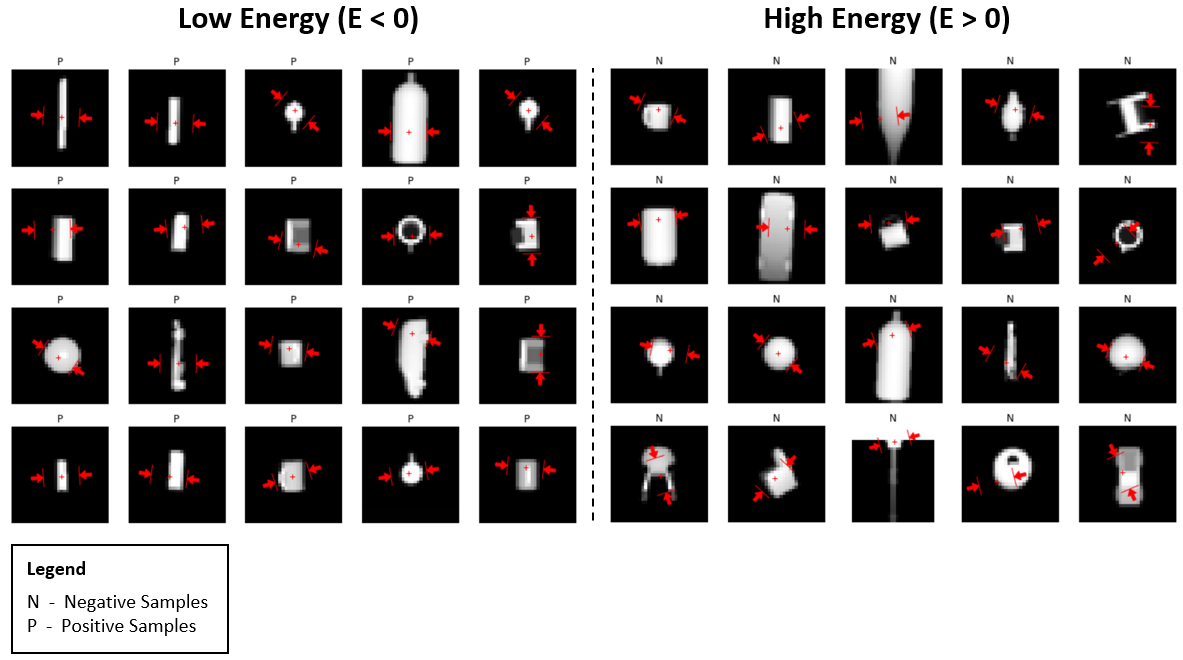 Low Energy (E < 0)
High Energy (E > 0)
P P P P P N N N N N
P P P P P N N N N N
P P P P P N N N N N
P P P P P N N N N N
Legend
N - Negative Samples
P - Positive Samples